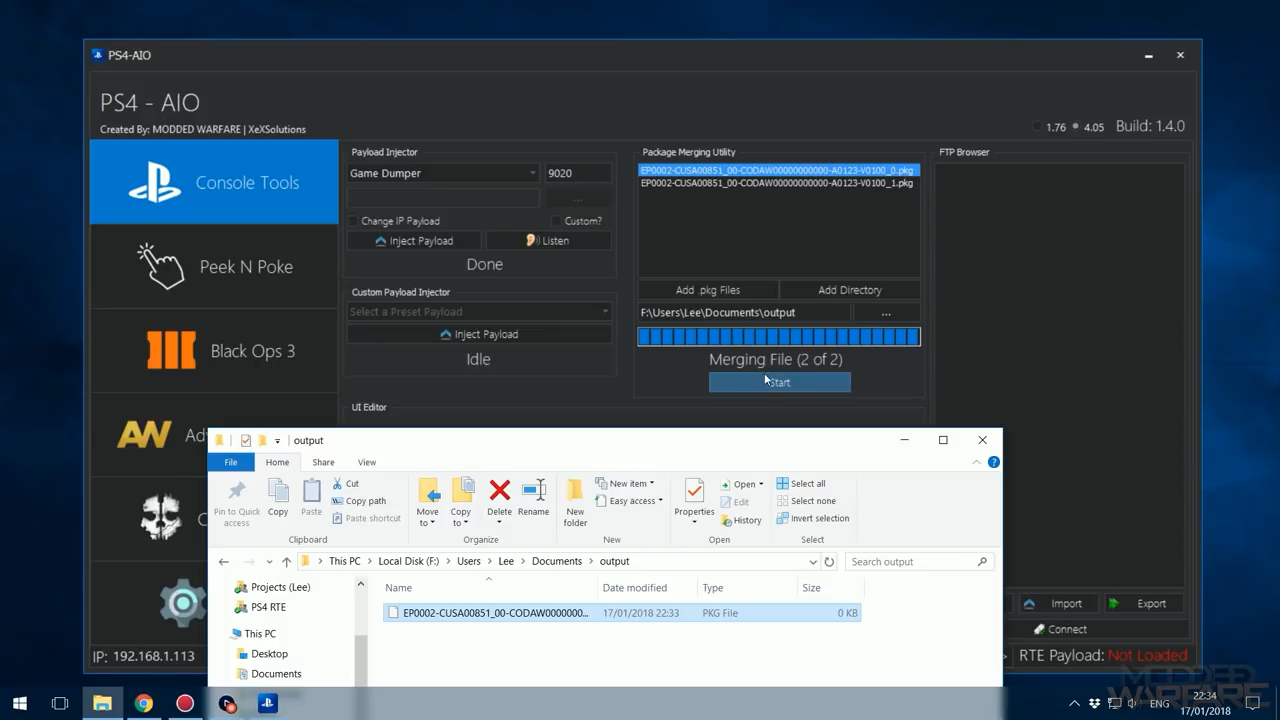 PS4-AIO
PS4 - AIO
Created By: MODDED WARFARE | XeXSolutions
1.76
4.05
Build: 1.4.0
Console Tools
Peek N Poke
Black Ops 3
Ad
C
IP: 192.168.1.113
Payload Injector
Game Dumper
9020
...
Change IP Payload
Custom?
Inject Payload
Listen
Done
Custom Payload Injector
Select a Preset Payload
Inject Payload
Idle
Package Merging Utility
EP0002-CUSA00851_00-CODAW00000000000-A0123-V0100_0.pkg
EP0002-CUSA00851_00-CODAW00000000000-A0123-V0100_1.pkg
Add .pkg Files
Add Directory
F:\Users\Lee\Documents\output
...
Merging File (2 of 2)
Start
UI Editor
FTP Browser
Import
Export
Connect
RTE Payload: Not Loaded
output
File
Home
Share
View
Pin to Quick access
Copy
Paste
Cut
Copy path
Paste shortcut
Clipboard
Move to
Copy to
Delete
Rename
Organize
New folder
New item
Easy access
New
Properties
Open
Edit
History
Open
Select all
Select none
Invert selection
Select
This PC > Local Disk (F:) > Users > Lee > Documents > output
Search output
Projects (Lee)
PS4 RTE
This PC
Desktop
Documents
Name
Date modified
Type
Size
EP0002-CUSA00851_00-CODAW0000000...
17/01/2018 22:33
PKG File
0 KB
MODDED WARFARE
ENG
22:34
17/01/2018